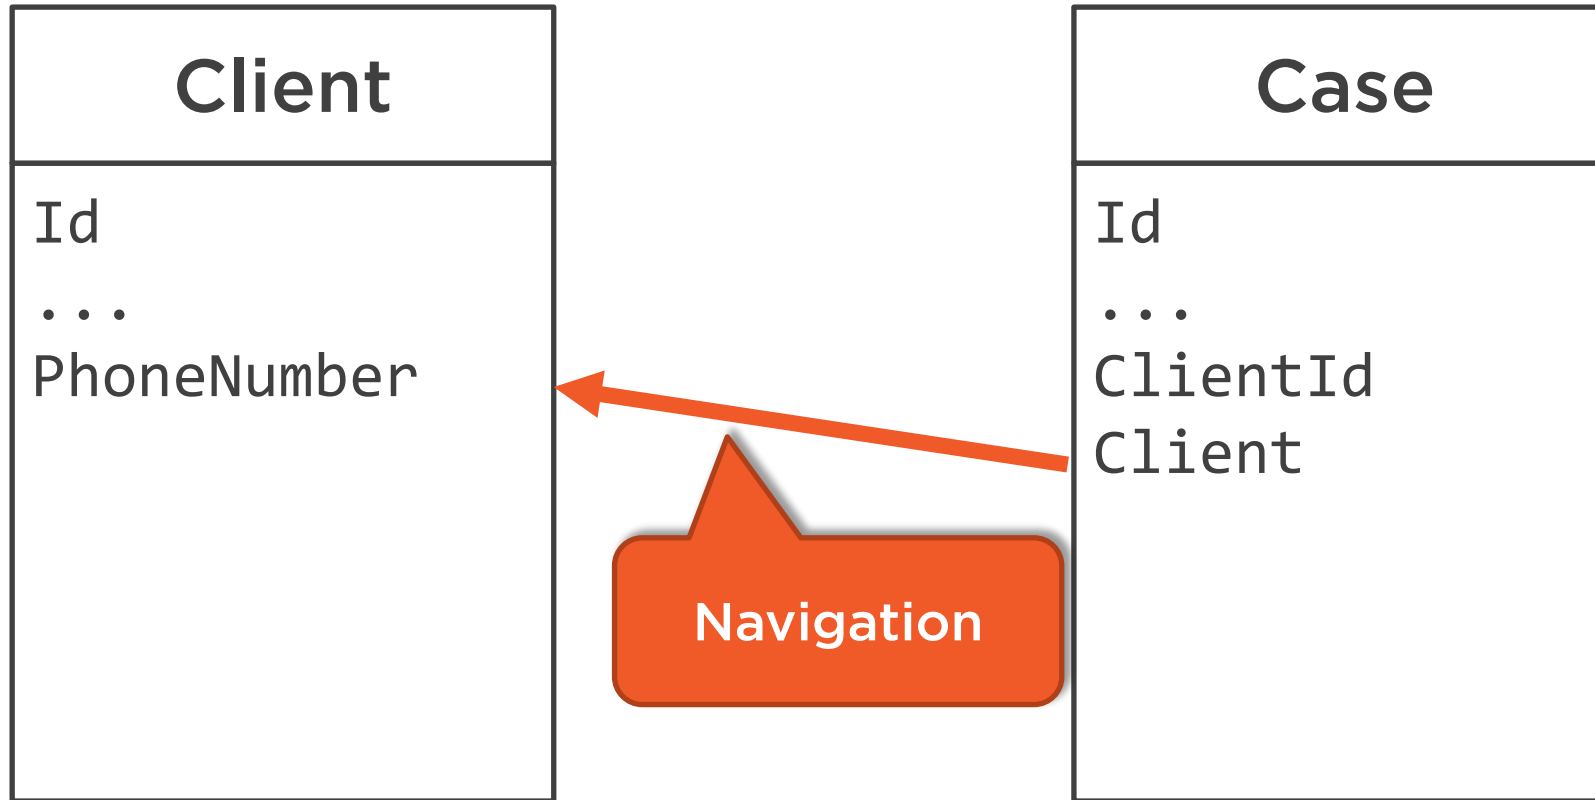 Client
Id
...
PhoneNumber
Navigation
Case
Id
...
ClientId
Client